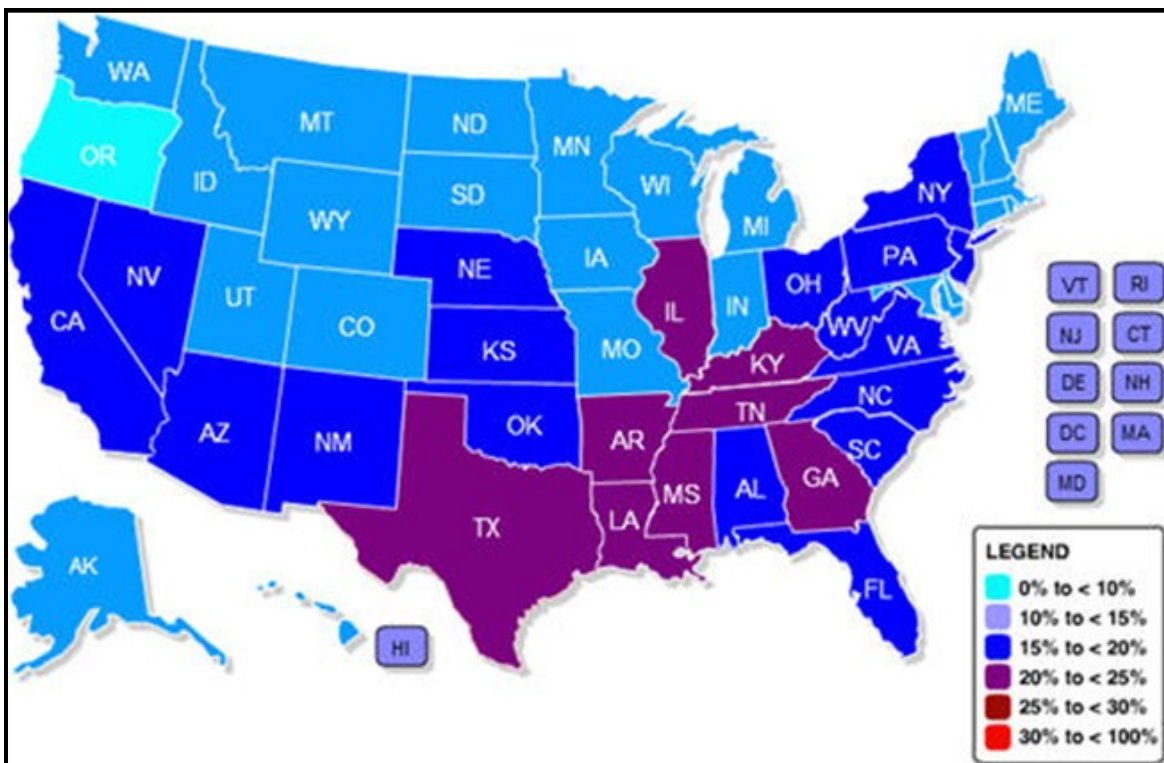 WA
MT
ND
MN
ME
OR
ID
SD
WI
NY
WY
MI
IA
PA
NV
NE
OH
UT
IL
IN
CA
CO
KS
MO
WV
VA
KY
AZ
NM
OK
AR
TN
NC
SC
TX
LA
MS
AL
GA
FL
AK
HI
VT RI
NJ CT
DE NH
DC MA
MD
LEGEND
0% to < 10%
10% to < 15%
15% to < 20%
20% to < 25%
25% to < 30%
30% to < 100%